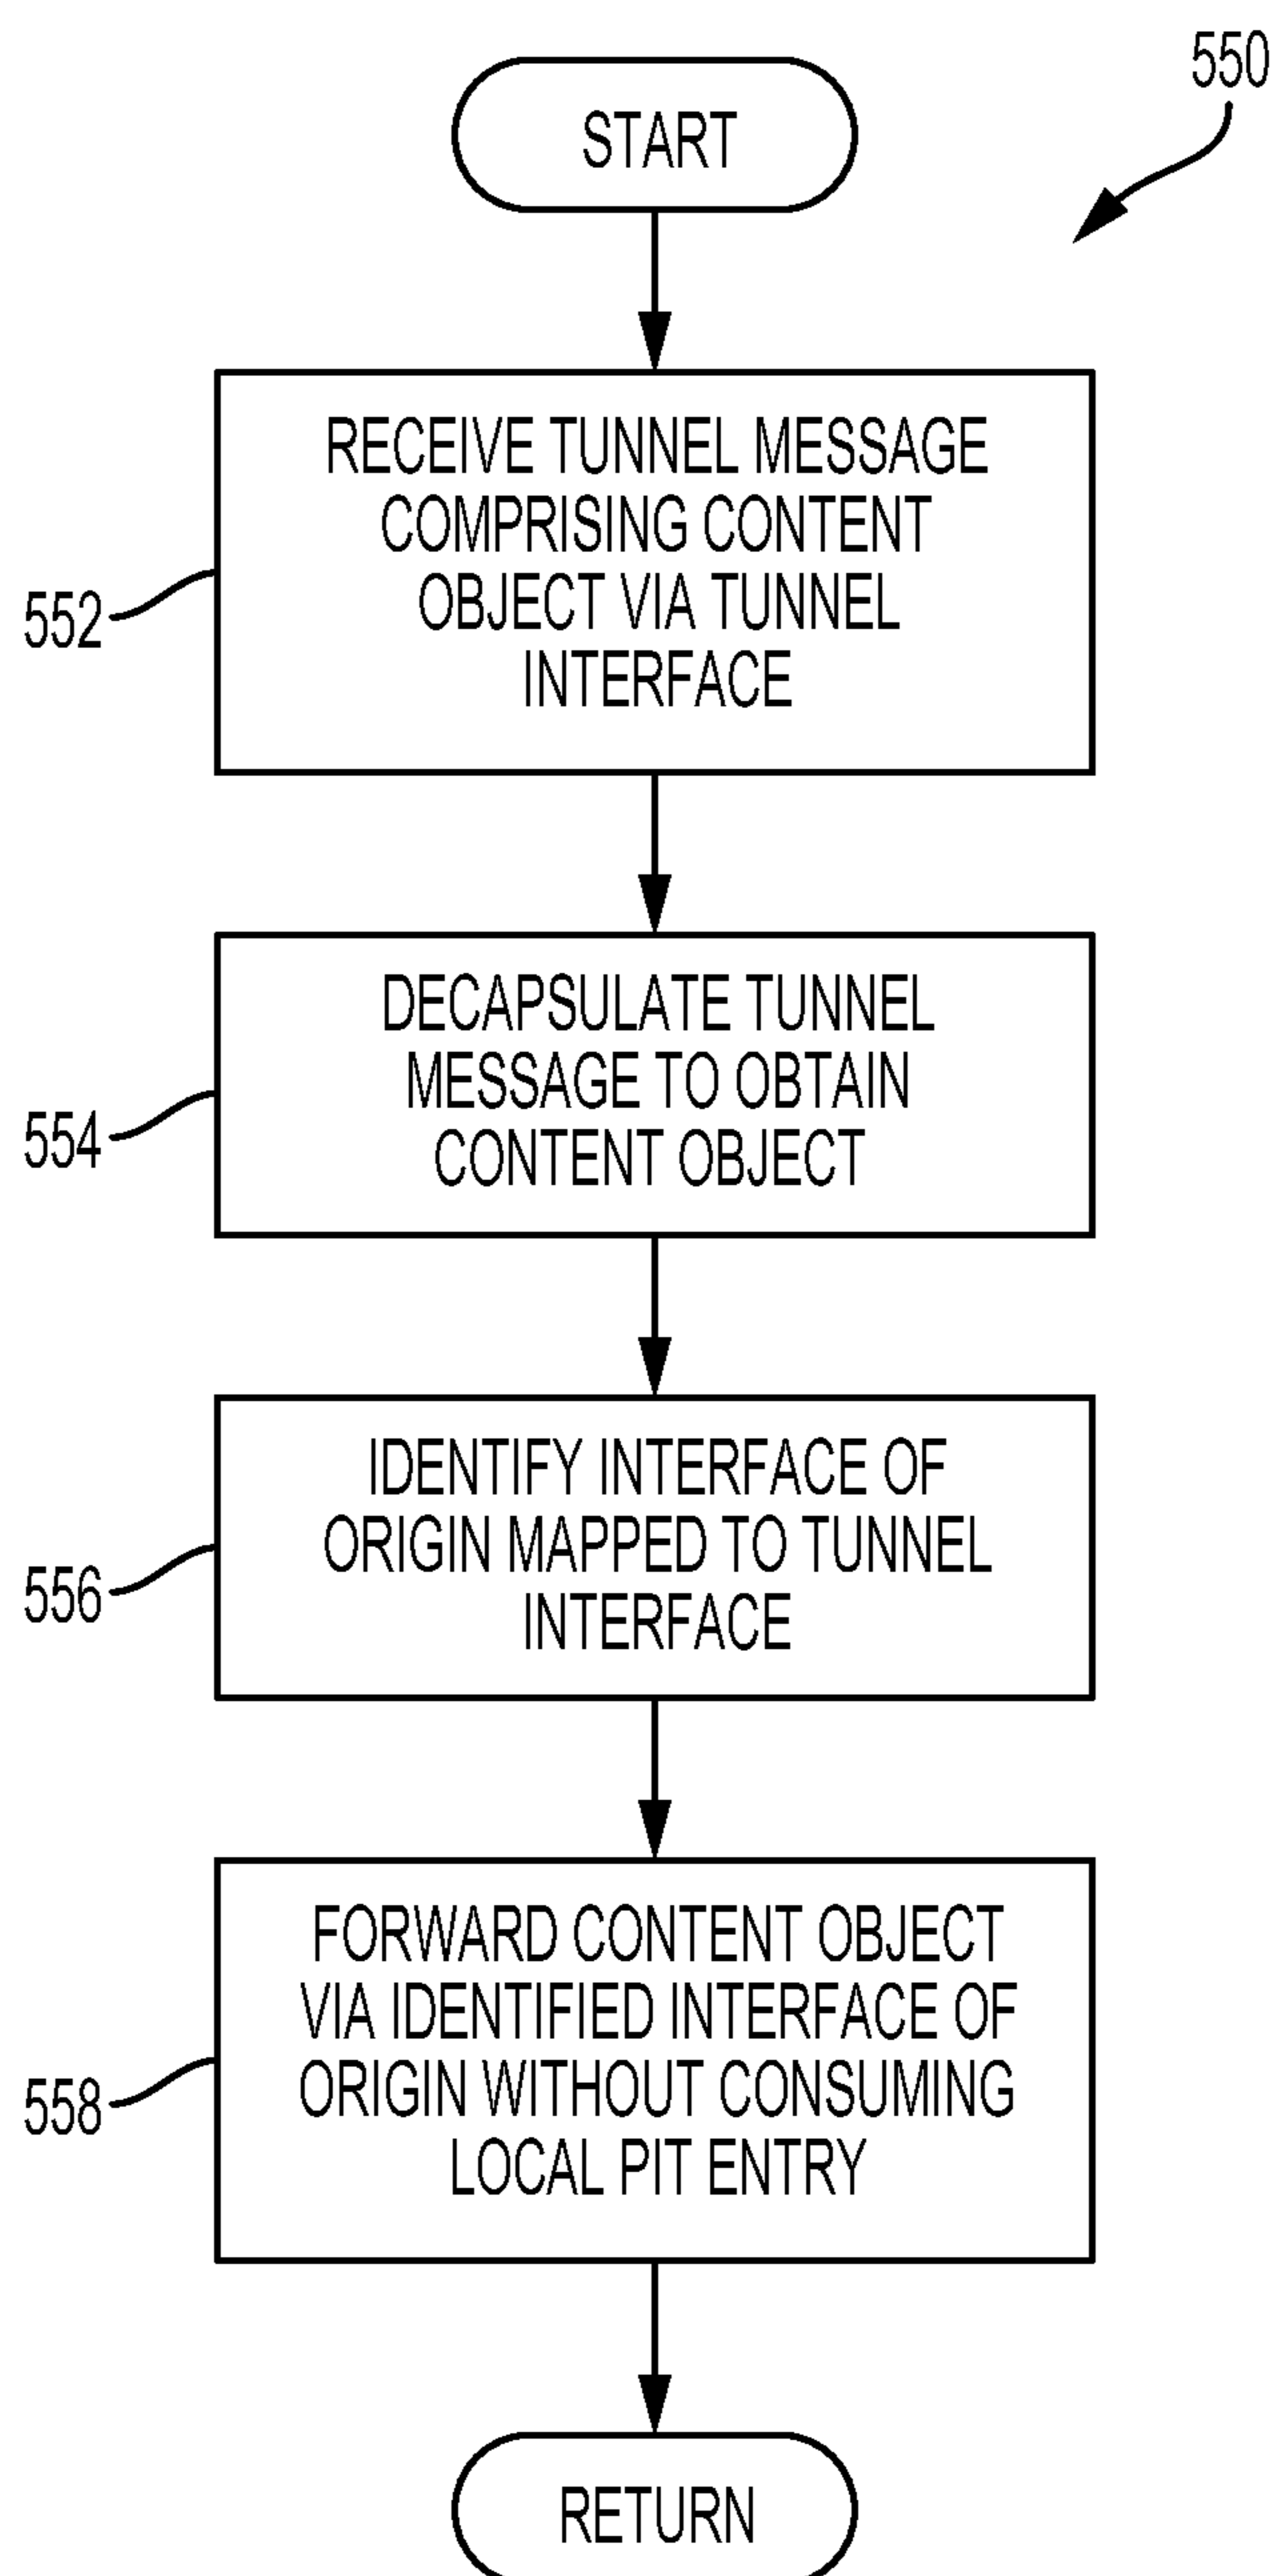 550
START
RECEIVE TUNNEL MESSAGE
COMPRISING CONTENT
OBJECT VIA TUNNEL
INTERFACE
552
DECAPSULATE TUNNEL
MESSAGE TO OBTAIN
CONTENT OBJECT
554
IDENTIFY INTERFACE OF
ORIGIN MAPPED TO TUNNEL
INTERFACE
556
FORWARD CONTENT OBJECT
VIA IDENTIFIED INTERFACE OF
ORIGIN WITHOUT CONSUMING
LOCAL PIT ENTRY
558
RETURN